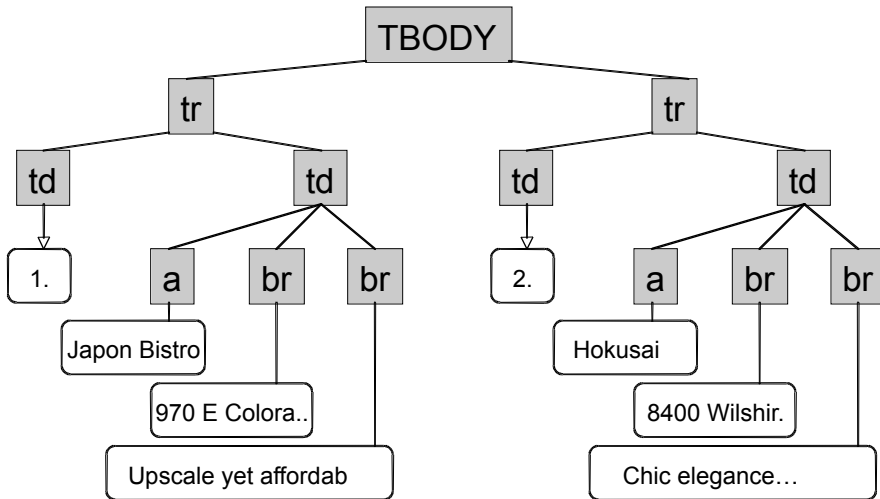 TBODY
tr
tr
td
td
td
td
1.
a
br
br
2.
a
br
br
Japon Bistro
Hokusai
970 E Colora..
8400 Wilshir.
Upscale yet affordab
Chic elegance…